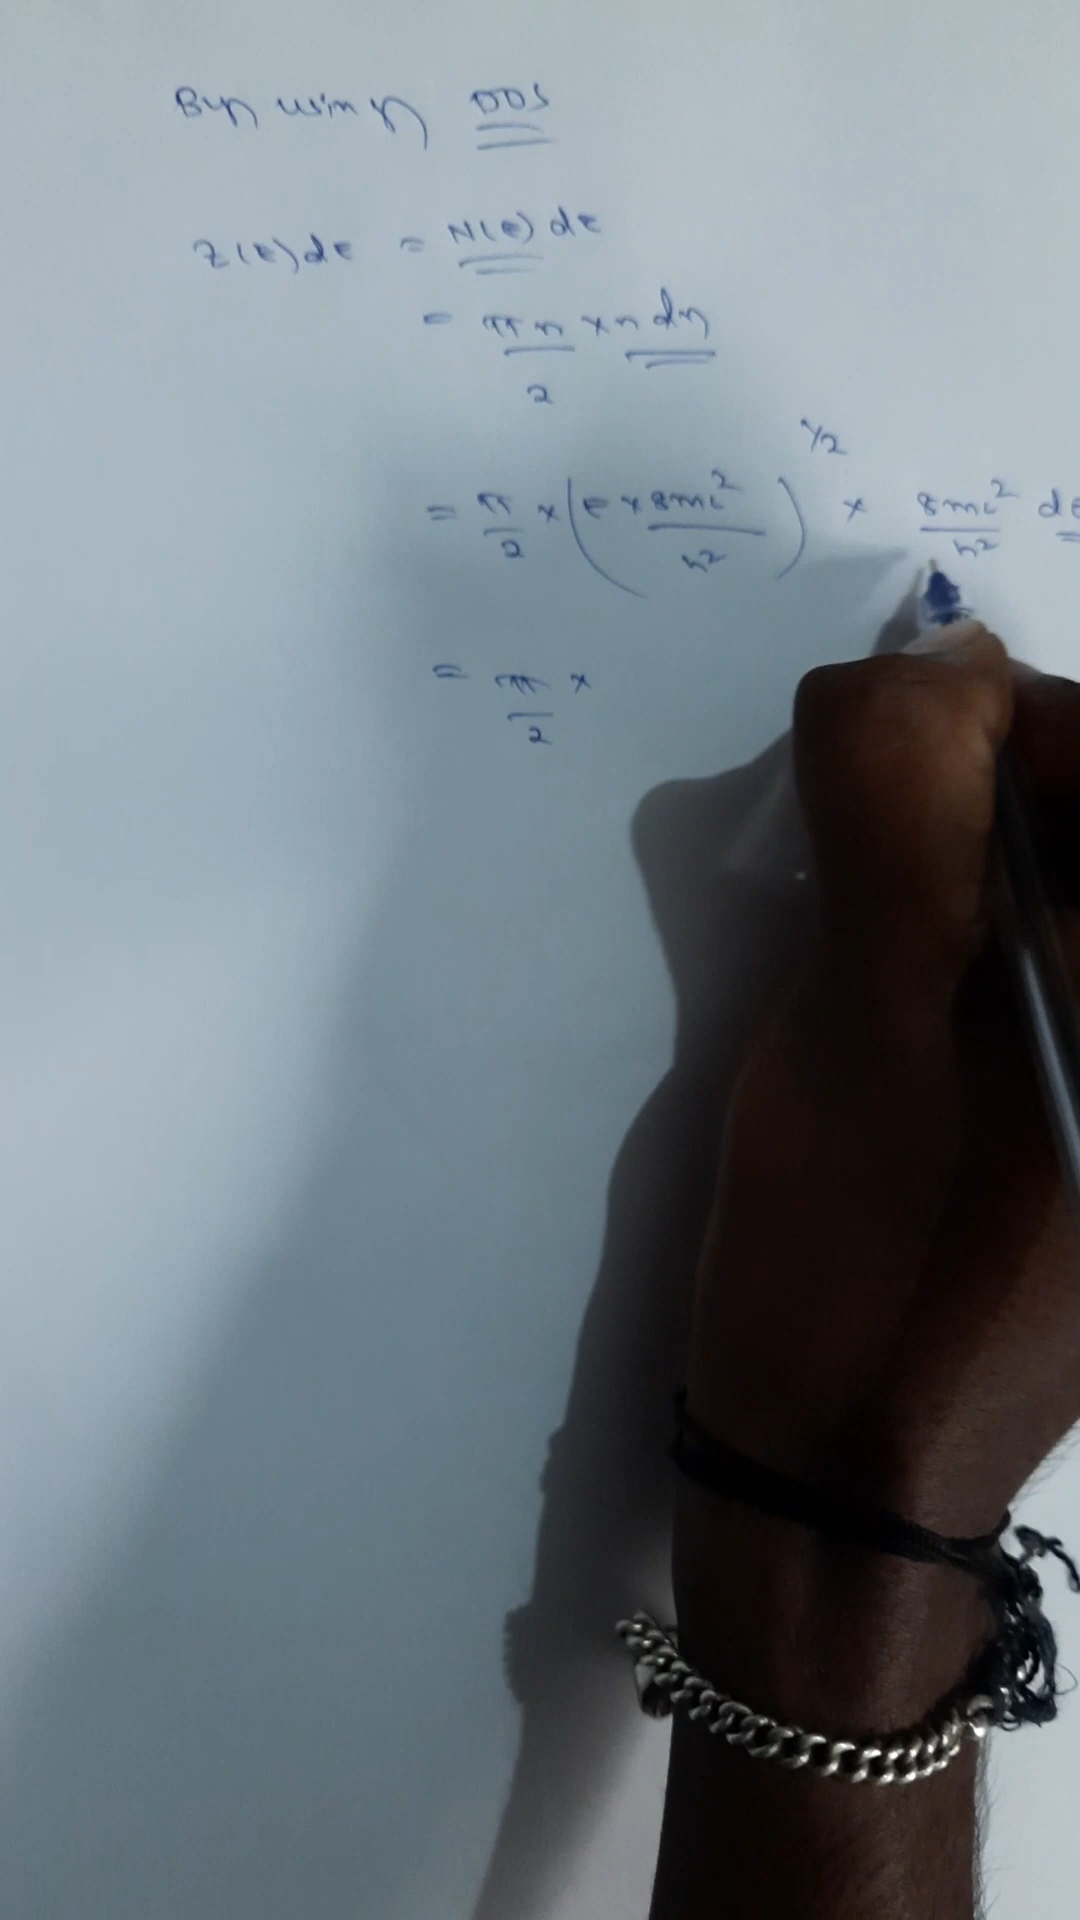 By using DOS
Z(E)dE = N(E)dE
= πn/2 × n dn
= π/2 × (E × 8mL²/h²)^1/2 × 8mL²/h² dE
= π/2 ×